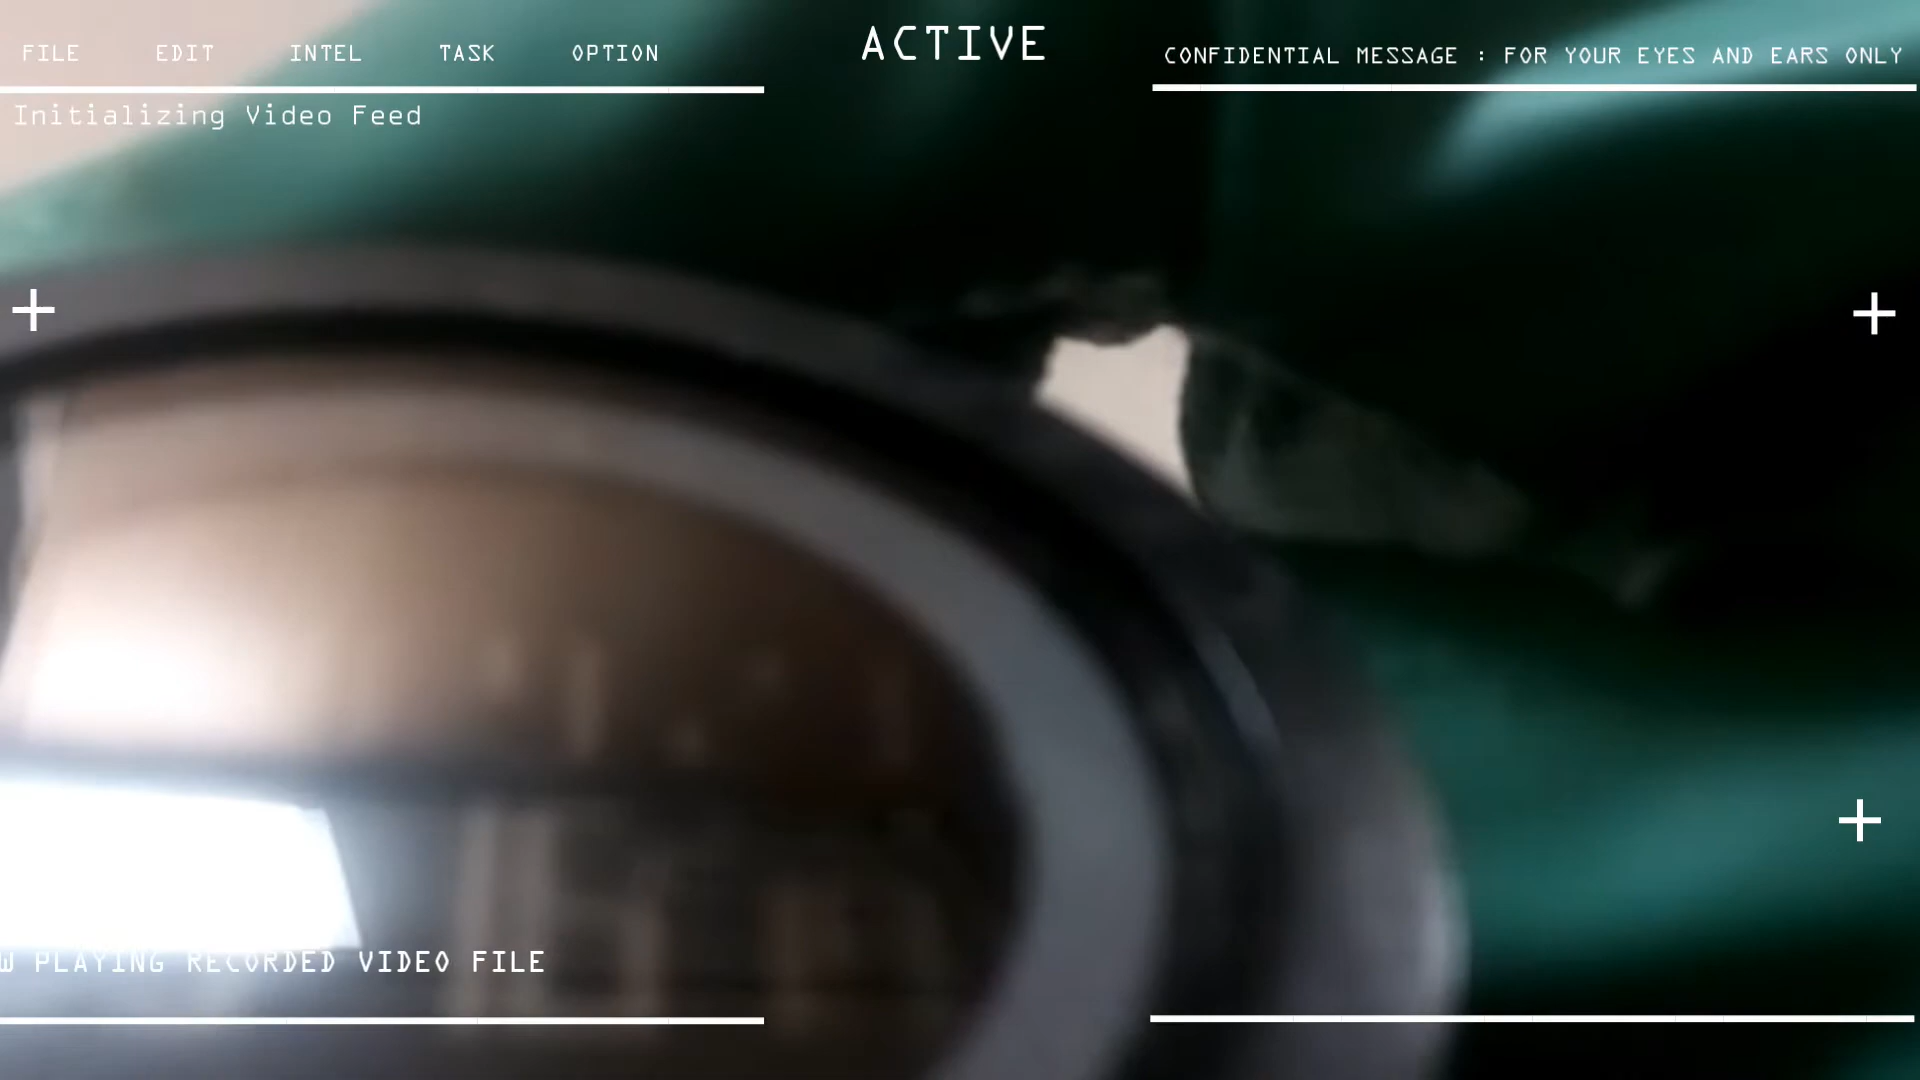 FILE EDIT INTEL TASK OPTION
ACTIVE
CONFIDENTIAL MESSAGE : FOR YOUR EYES AND EARS ONLY
Initializing Video Feed
W PLAYING RECORDED VIDEO FILE